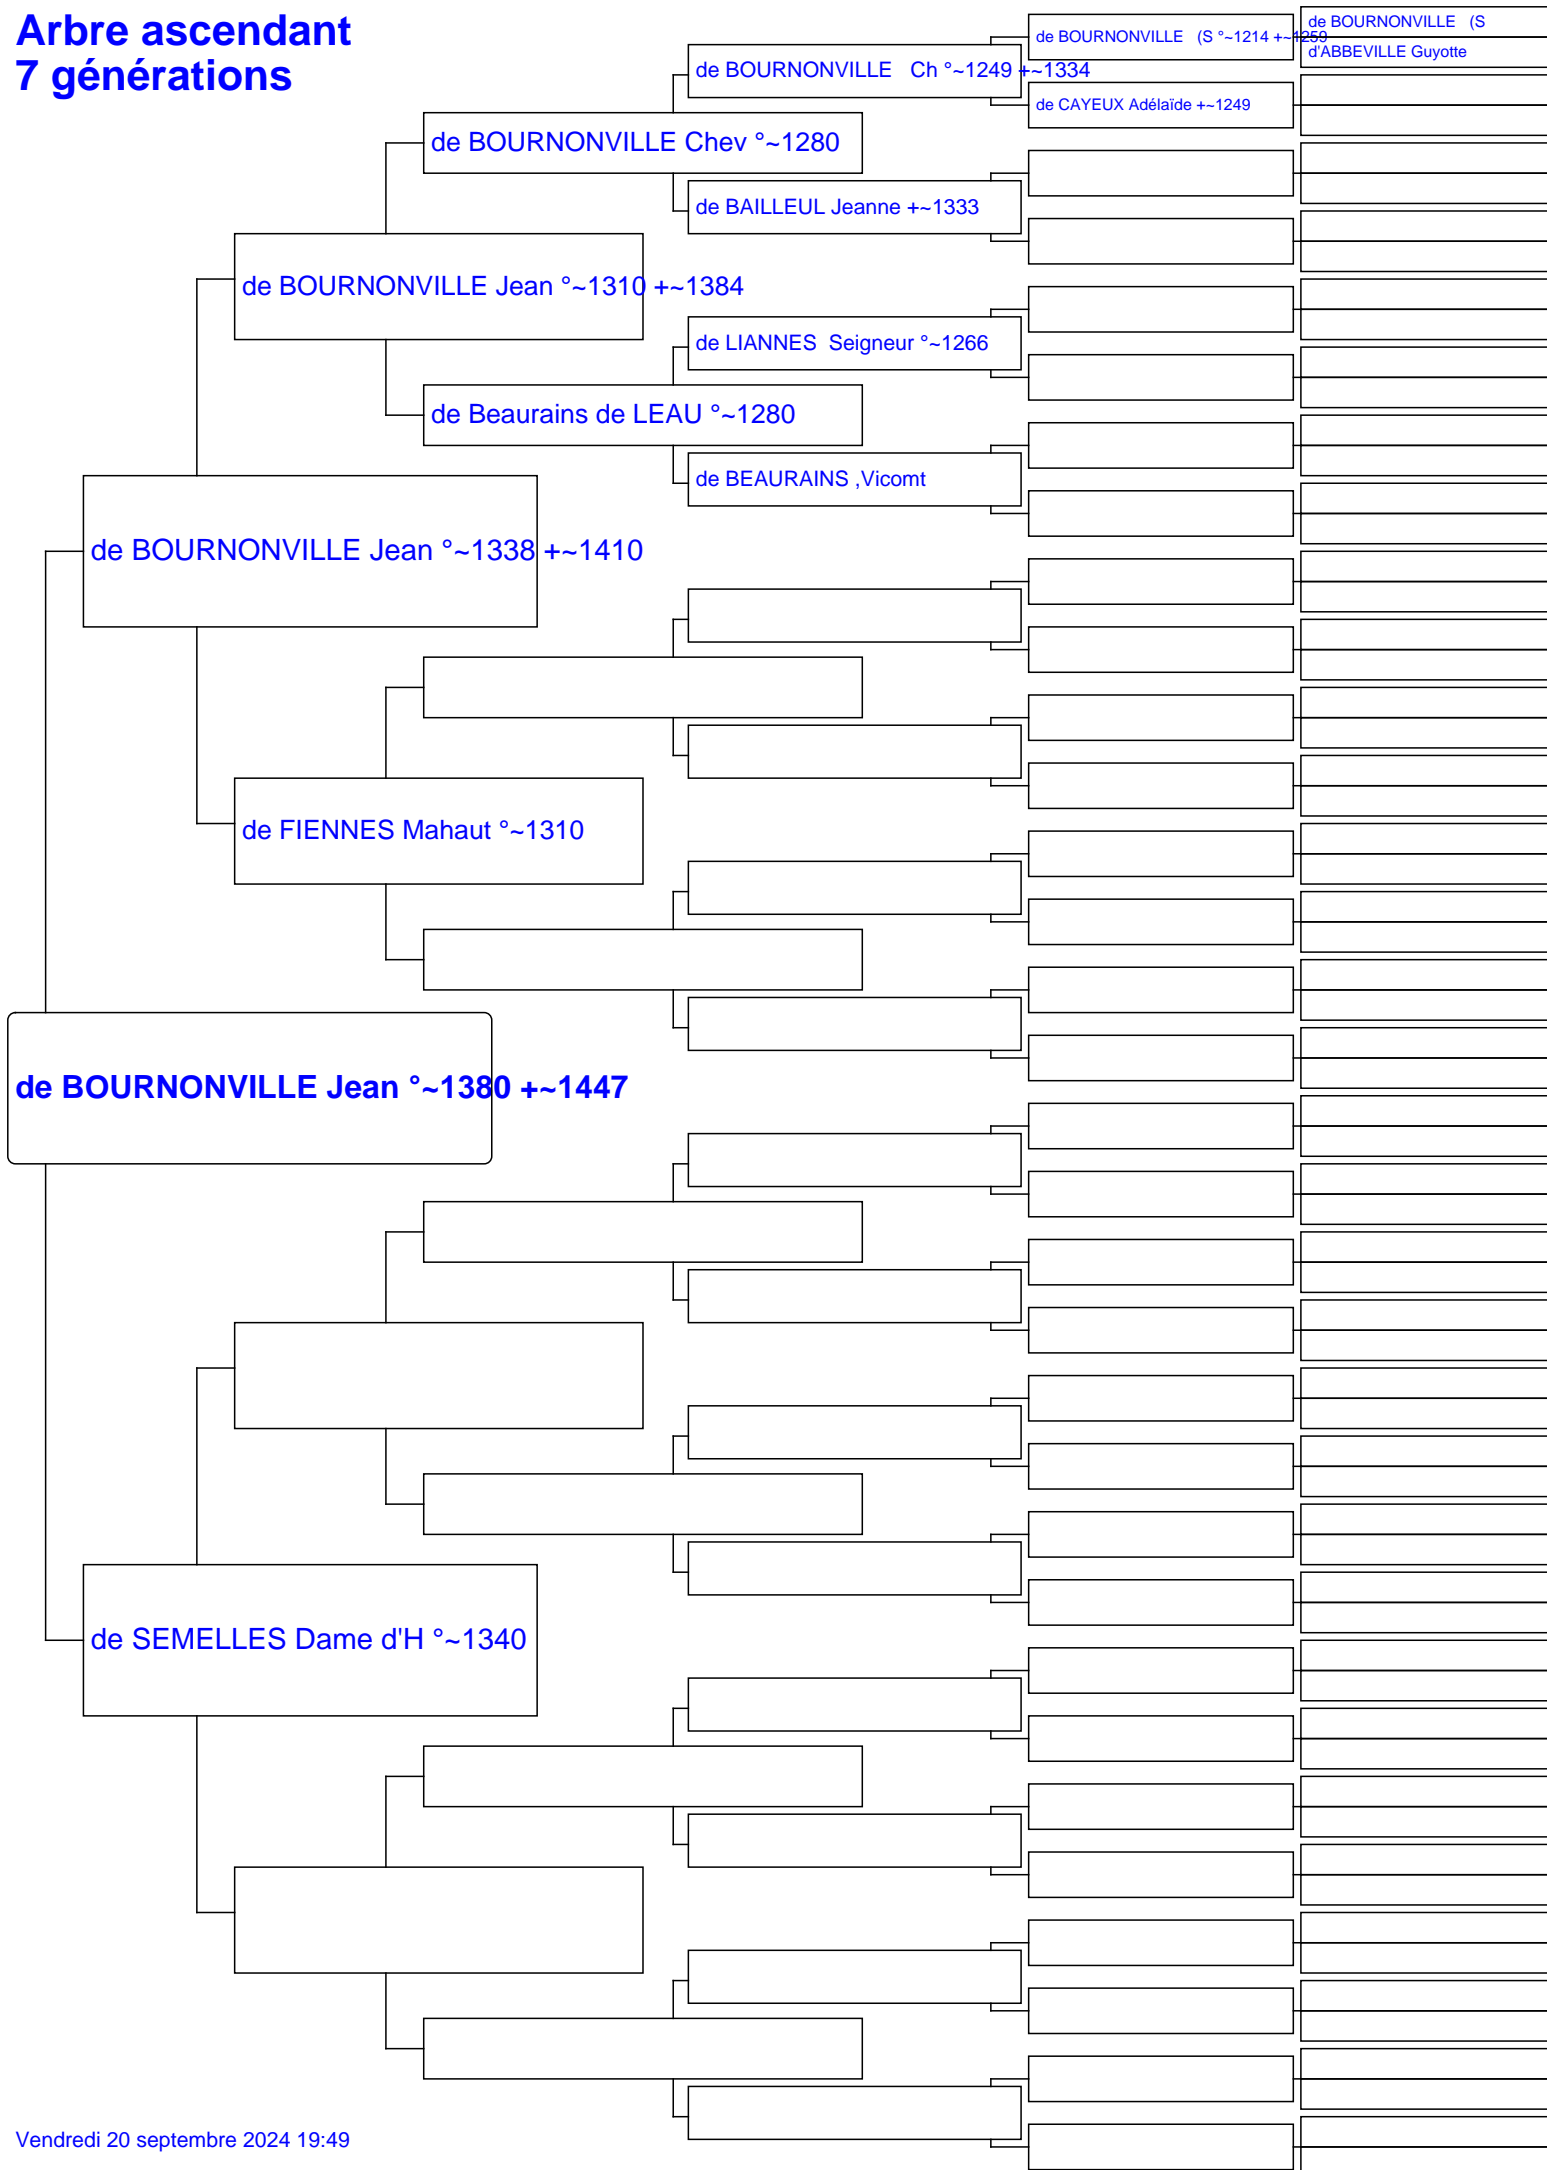 Arbre ascendant
7 générations
de BOURNONVILLE (S
de BOURNONVILLE (S °~1214 +~1259
d'ABBEVILLE Guyotte
de BOURNONVILLE Ch °~1249 +~1334
de CAYEUX Adélaïde +~1249
de BOURNONVILLE Chev °~1280
de BAILLEUL Jeanne +~1333
de BOURNONVILLE Jean °~1310 +~1384
de LIANNES Seigneur °~1266
de Beaurains de LEAU °~1280
de BEAURAINS ,Vicomt
de BOURNONVILLE Jean °~1338 +~1410
de FIENNES Mahaut °~1310
de BOURNONVILLE Jean °~1380 +~1447
de SEMELLES Dame d'H °~1340
Vendredi 20 septembre 2024 19:49